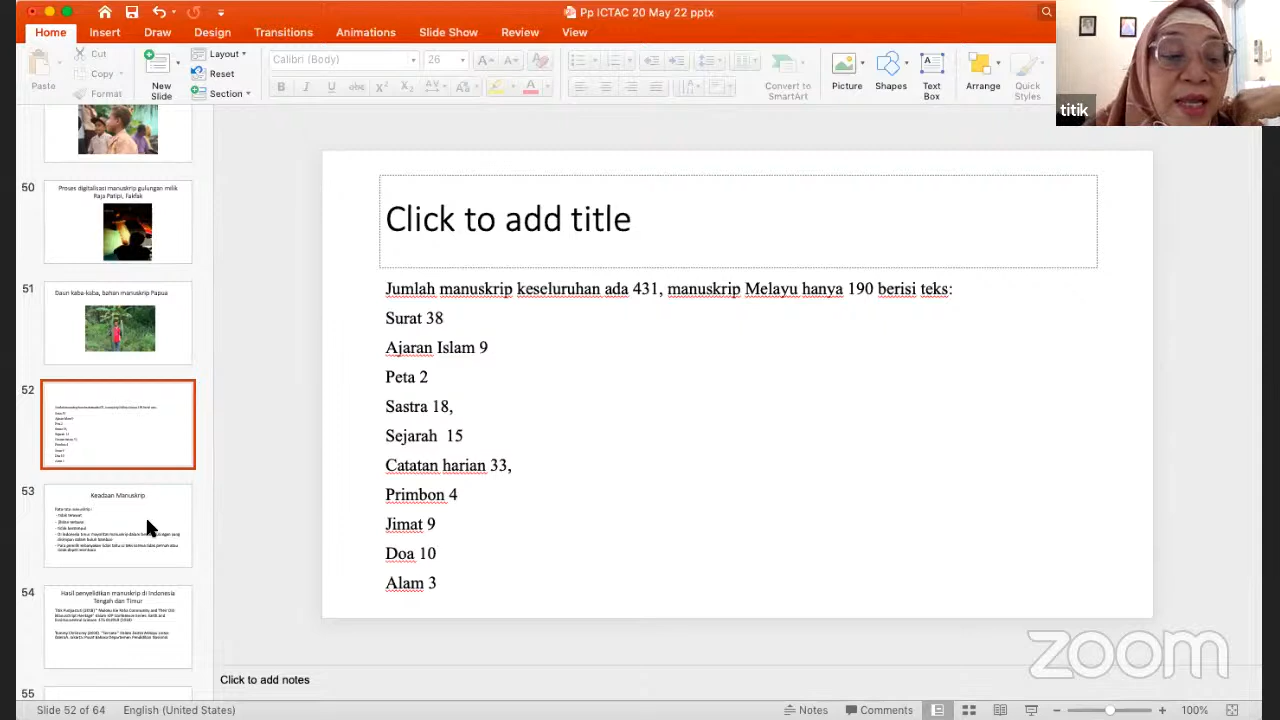 Pp ICTAC 20 May 22 pptx
Home Insert Draw Design Transitions Animations Slide Show Review View
Paste
Cut
Copy
Format
New Slide
Layout
Reset
Section
Calibri (Body) 26
Convert to SmartArt
Picture
Shapes
Text Box
Arrange
Quick Styles
titik
50
Proses digitalisasi manuskrip gulungan milik
Raja Patipi, Fakfak
51
Daun kaba-kaba, bahan manuskrip Papua
52
53
Keadaan Manuskrip
54
Hasil penyelidikan manuskrip di Indonesia
Tengah dan Timur
55
Click to add title
Jumlah manuskrip keseluruhan ada 431, manuskrip Melayu hanya 190 berisi teks:
Surat 38
Ajaran Islam 9
Peta 2
Sastra 18,
Sejarah 15
Catatan harian 33,
Primbon 4
Jimat 9
Doa 10
Alam 3
zoom
Click to add notes
Slide 52 of 64 English (United States) Notes Comments 100%